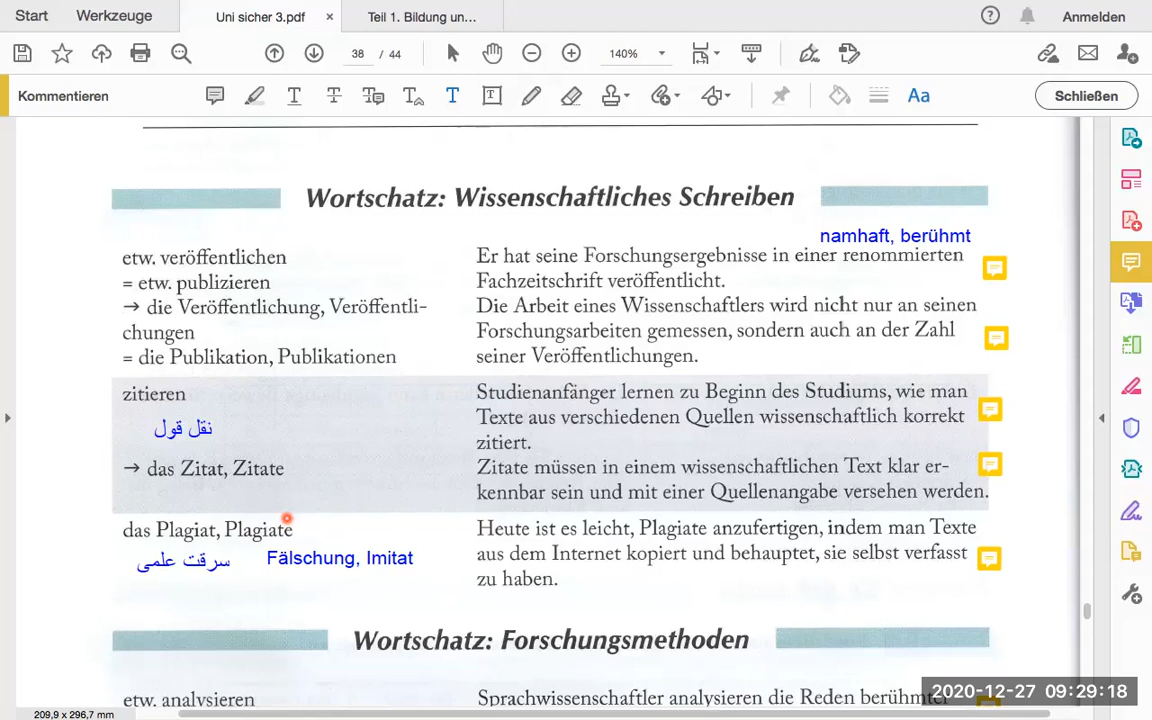 Start
Werkzeuge
Uni sicher 3.pdf
×
Teil 1. Bildung un...
Anmelden
38 / 44
140%
Kommentieren
Schließen
Wortschatz: Wissenschaftliches Schreiben
namhaft, berühmt
etw. veröffentlichen
= etw. publizieren
→ die Veröffentlichung, Veröffentli-
chungen
= die Publikation, Publikationen
Er hat seine Forschungsergebnisse in einer renommierten
Fachzeitschrift veröffentlicht.
Die Arbeit eines Wissenschaftlers wird nicht nur an seinen
Forschungsarbeiten gemessen, sondern auch an der Zahl
seiner Veröffentlichungen.
zitieren
نقل قول
→ das Zitat, Zitate
Studienanfänger lernen zu Beginn des Studiums, wie man
Texte aus verschiedenen Quellen wissenschaftlich korrekt
zitiert.
Zitate müssen in einem wissenschaftlichen Text klar er-
kennbar sein und mit einer Quellenangabe versehen werden.
das Plagiat, Plagiate
سرقت علمی
Fälschung, Imitat
Heute ist es leicht, Plagiate anzufertigen, indem man Texte
aus dem Internet kopiert und behauptet, sie selbst verfasst
zu haben.
Wortschatz: Forschungsmethoden
etw. analysieren
Sprachwissenschaftler analysieren die Reden berühmter
2020-12-27 09:29:18
209,9 x 296,7 mm